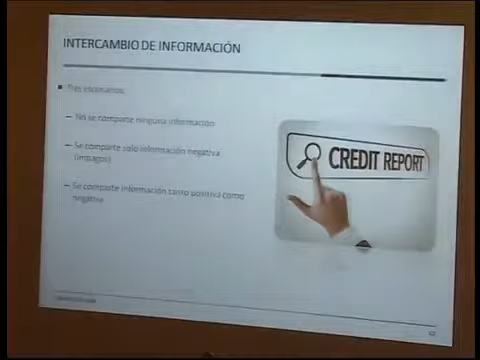 INTERCAMBIO DE INFORMACIÓN
Tres escenarios:
– No se comparte ninguna información
– Se comparte solo información negativa
(impagos)
– Se comparte información tanto positiva como
negativa
CREDIT REPORT